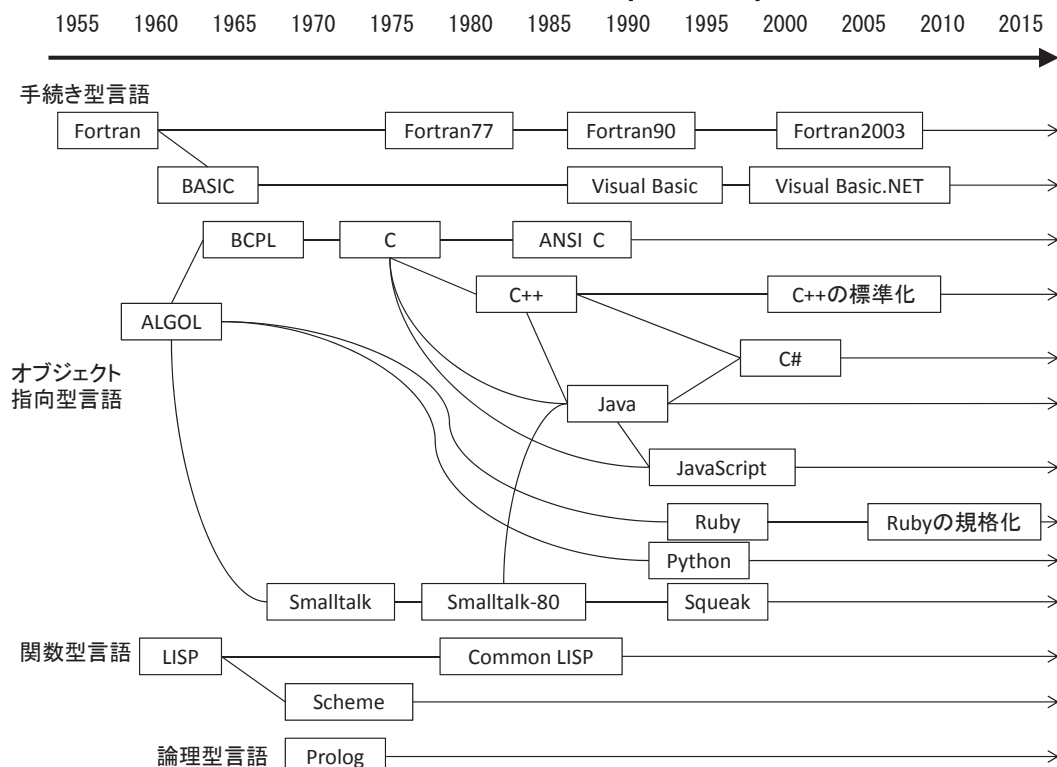 1955 1960 1965 1970 1975 1980 1985 1990 1995 2000 2005 2010 2015
手続き型言語
Fortran Fortran77 Fortran90 Fortran2003
BASIC Visual Basic Visual Basic.NET
BCPL C ANSI C
C++ C++の標準化
ALGOL
C#
オブジェクト
指向型言語
Java
JavaScript
Ruby Rubyの規格化
Python
Smalltalk Smalltalk-80 Squeak
関数型言語 LISP Common LISP
Scheme
論理型言語 Prolog